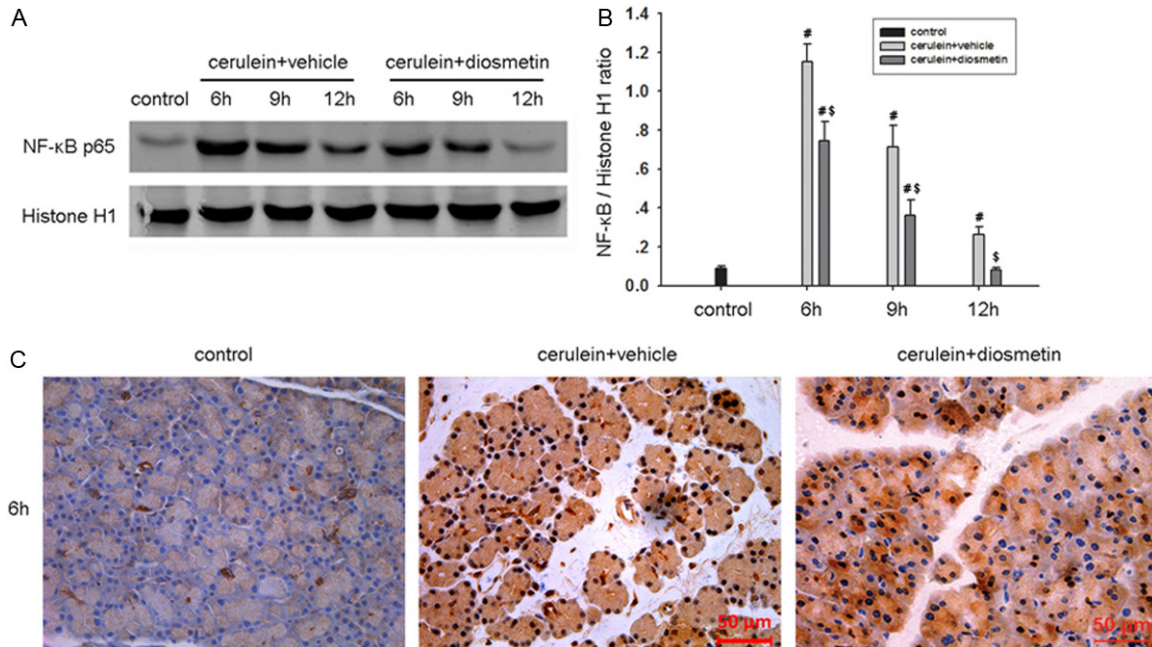 A
cerulein+vehicle cerulein+diosmetin
control 6h 9h 12h 6h 9h 12h
NF-κB p65
Histone H1
B
NF-κB / Histone H1 ratio
1.4
1.2
1.0
.8
.6
.4
.2
0.0
control
cerulein+vehicle
cerulein+diosmetin
#
#$
#
#$
#
$
control 6h 9h 12h
C
control cerulein+vehicle cerulein+diosmetin
6h
50 μm
50 μm